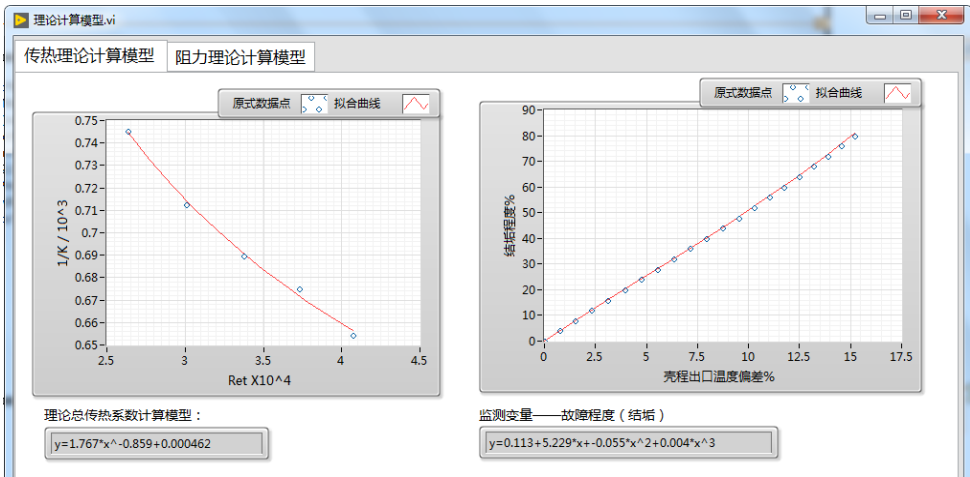 理论计算模型.vi
传热理论计算模型
阻力理论计算模型
原式数据点
拟合曲线
0.75
0.74
0.73
0.72
0.71
0.7
0.69
0.68
0.67
0.66
0.65
1/K / 10^3
2.5
3
3.5
4
4.5
Ret X10^4
理论总传热系数计算模型：
y=1.767*x^-0.859+0.000462
原式数据点
拟合曲线
90
80
70
60
50
40
30
20
10
0
结垢程度%
0
2.5
5
7.5
10
12.5
15
17.5
壳程出口温度偏差%
监测变量——故障程度（结垢）
y=0.113+5.229*x+-0.055*x^2+0.004*x^3